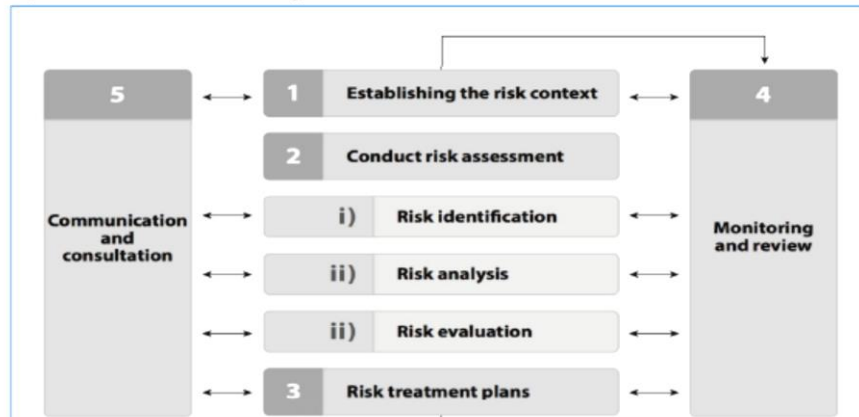 5
Communication
and
consultation
1 Establishing the risk context
2 Conduct risk assessment
i) Risk identification
ii) Risk analysis
ii) Risk evaluation
3 Risk treatment plans
4
Monitoring
and review